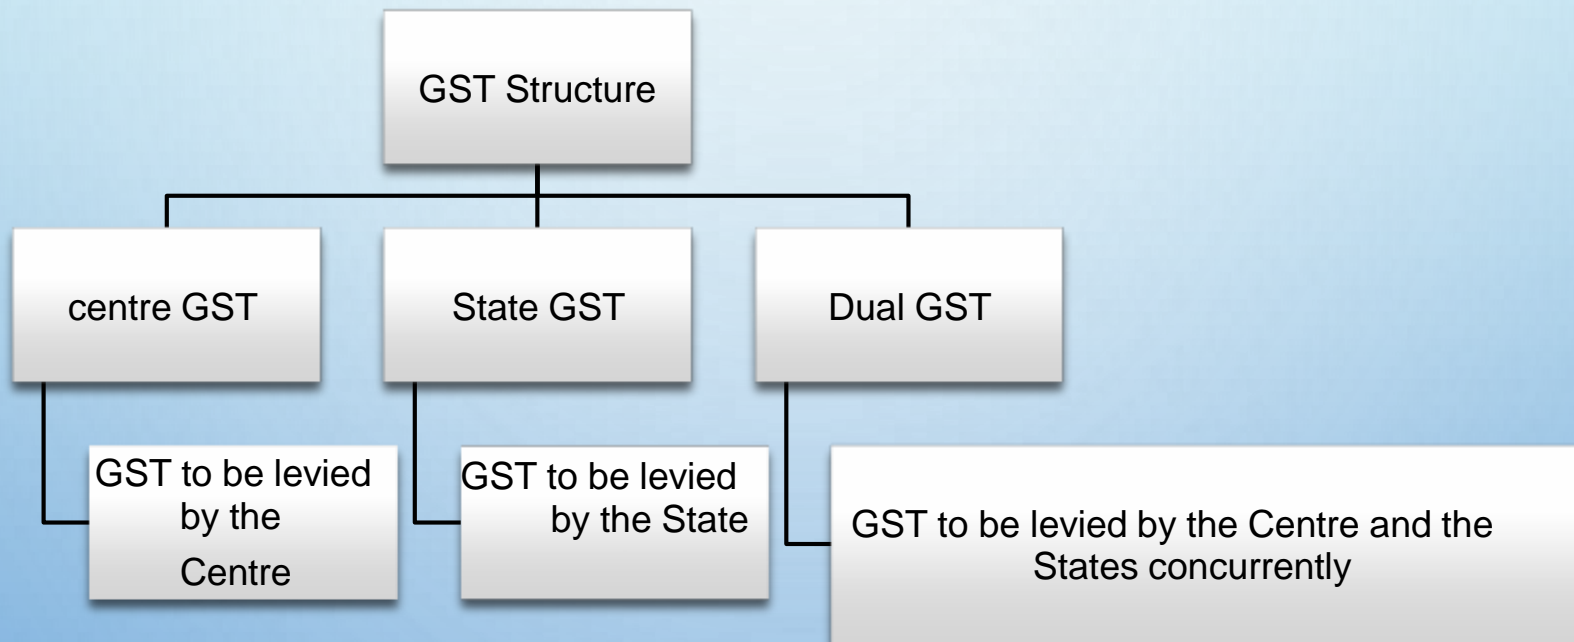 GST Structure
centre GST
State GST
Dual GST
GST to be levied
by the
Centre
GST to be levied
by the State
GST to be levied by the Centre and the
States concurrently